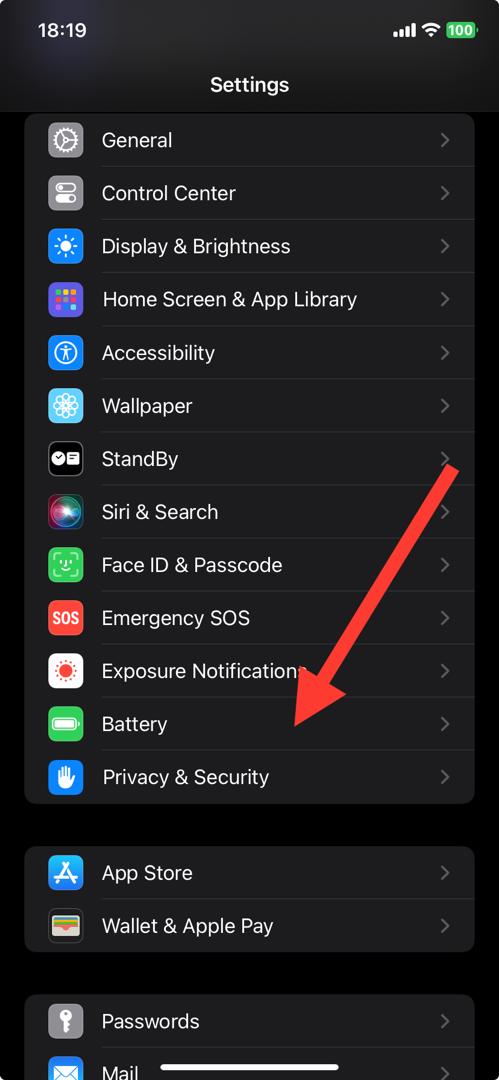 18:19
100
Settings
General
Control Center
Display & Brightness
Home Screen & App Library
Accessibility
Wallpaper
StandBy
Siri & Search
Face ID & Passcode
SOS
Emergency SOS
Exposure Notifications
Battery
Privacy & Security
App Store
Wallet & Apple Pay
Passwords
Mail